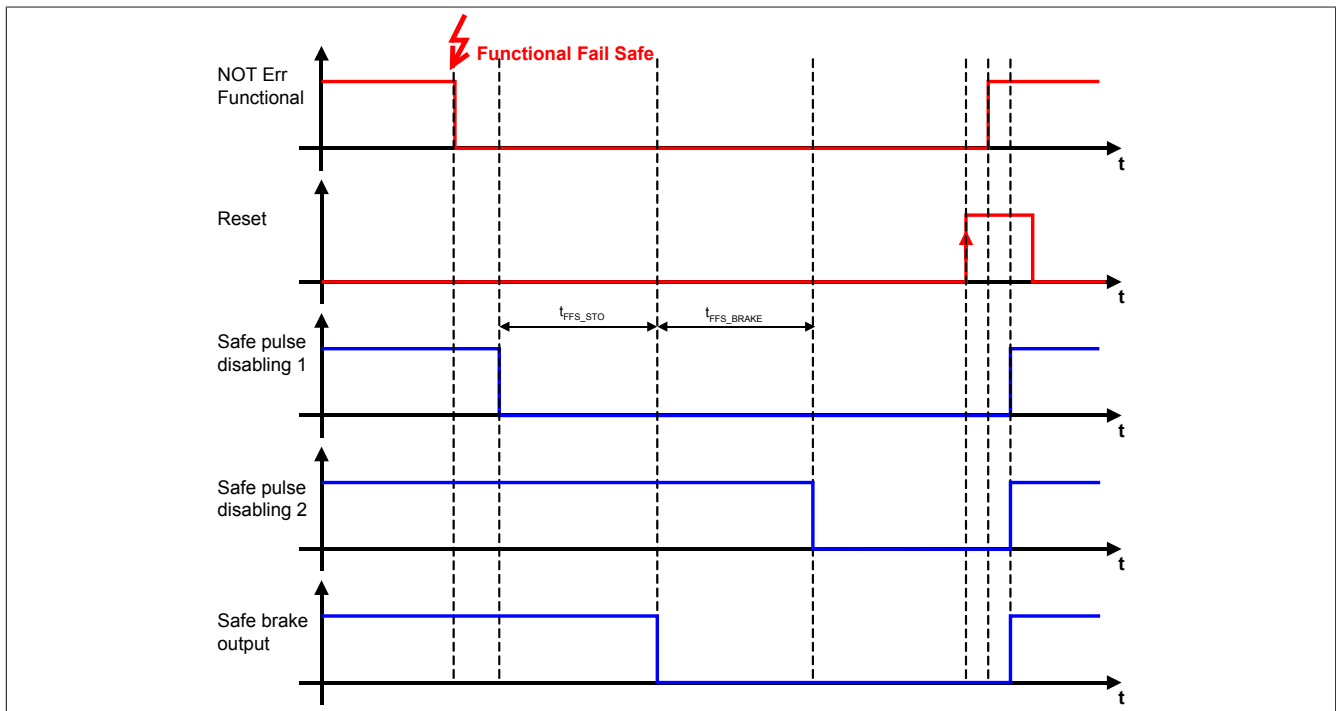 Functional Fail Safe
NOT Err
Functional
t
Reset
t
tFFS_STO
tFFS_BRAKE
Safe pulse
disabling 1
t
Safe pulse
disabling 2
t
Safe brake
output
t